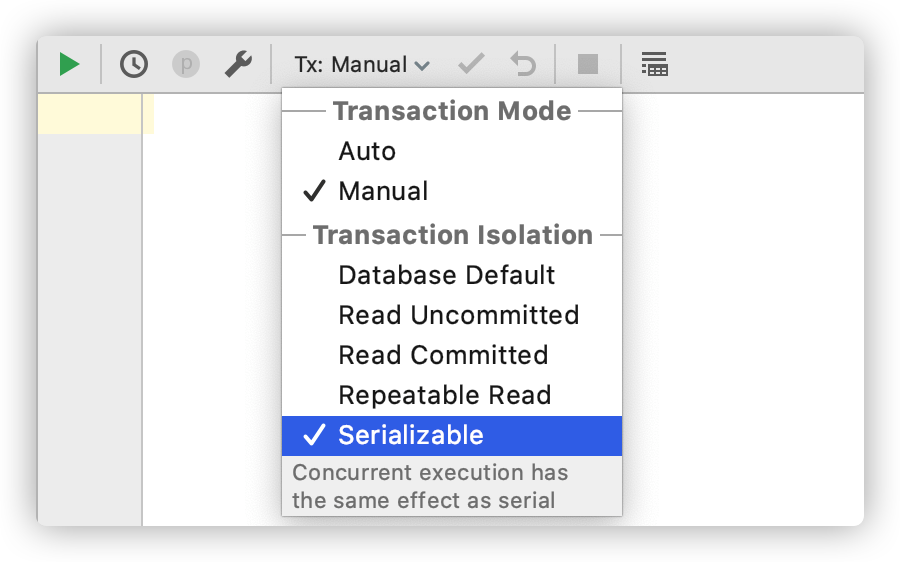 p
Tx: Manual
Transaction Mode
Auto
Manual
Transaction Isolation
Database Default
Read Uncommitted
Read Committed
Repeatable Read
Serializable
Concurrent execution has
the same effect as serial